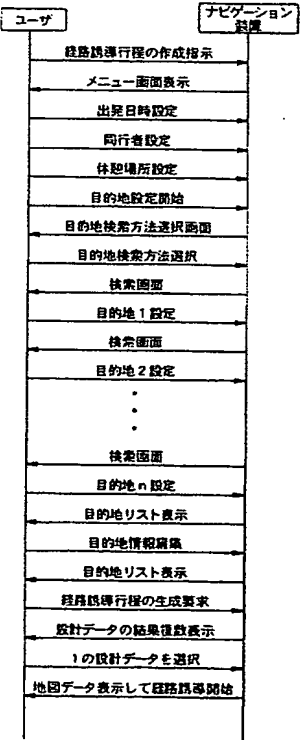 ユーザ
ナビゲーション
装置
経路誘導行程の作成指示
メニュー画面表示
出発日時設定
同行者設定
休憩場所設定
目的地設定開始
目的地検索方法選択画面
目的地検索方法選択
検索画面
目的地1設定
検索画面
目的地2設定
検索画面
目的地n設定
目的地リスト表示
目的地情報編集
目的地リスト表示
経路誘導行程の生成要求
設計データの結果複数表示
1の設計データを選択
地図データ表示して経路誘導開始